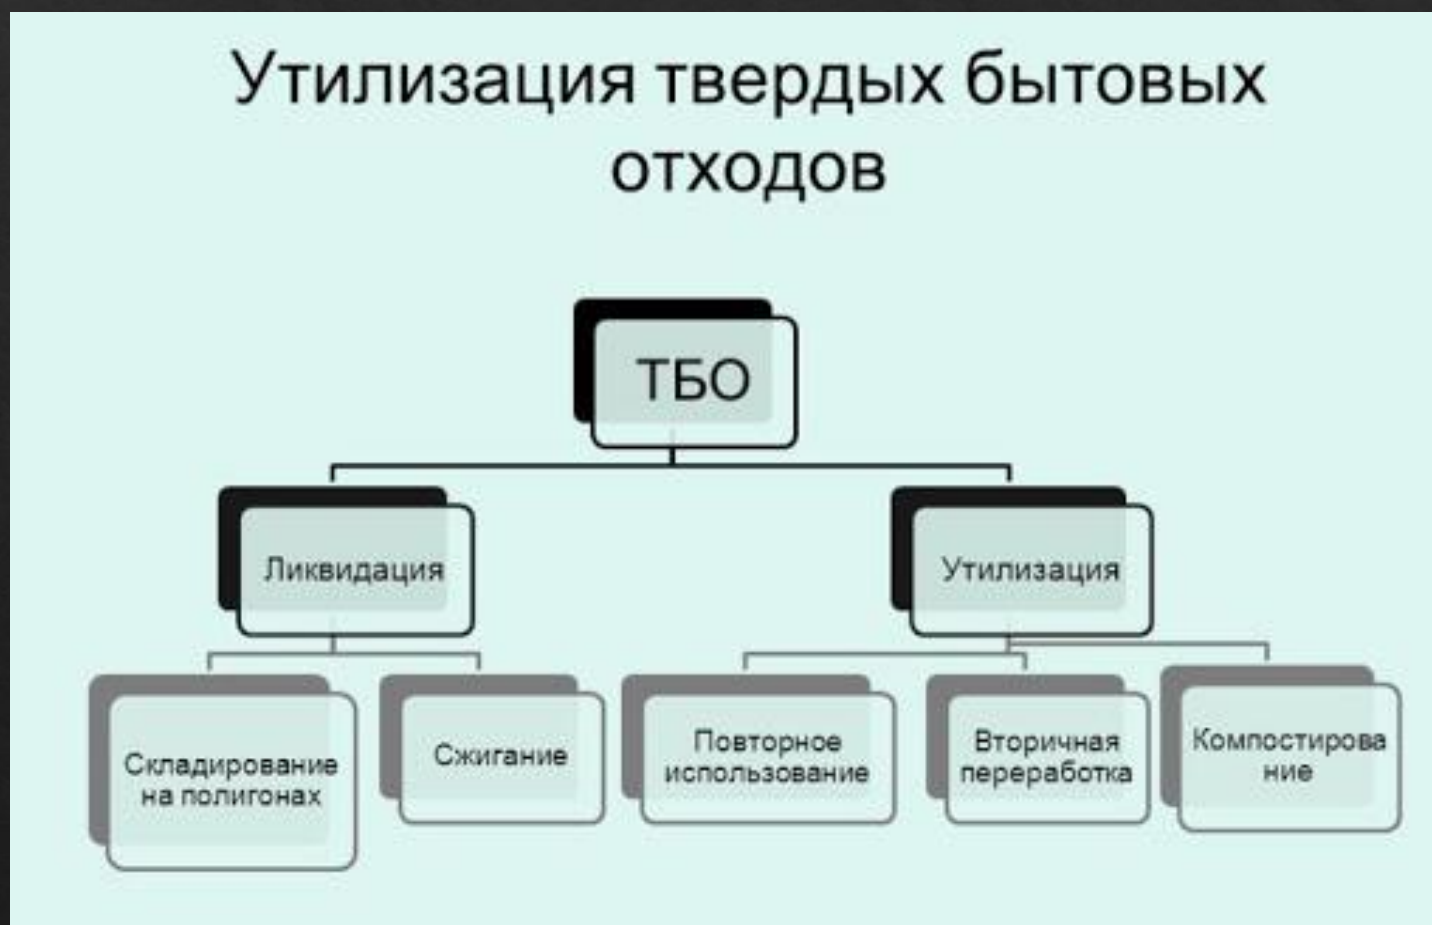 Утилизация твердых бытовых
отходов
ТБО
Ликвидация
Утилизация
Складирование
на полигонах
Сжигание
Повторное
использование
Вторичная
переработка
Компостирова
ние